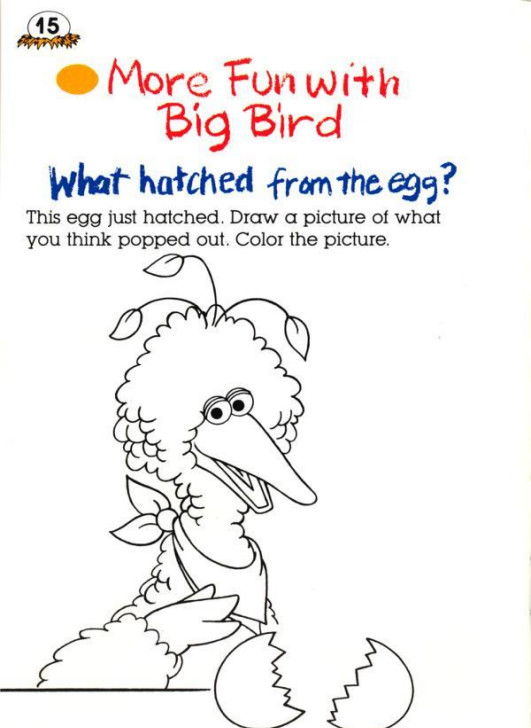 15
More Fun with
Big Bird
What hatched from the egg?
This egg just hatched. Draw a picture of what
you think popped out. Color the picture.